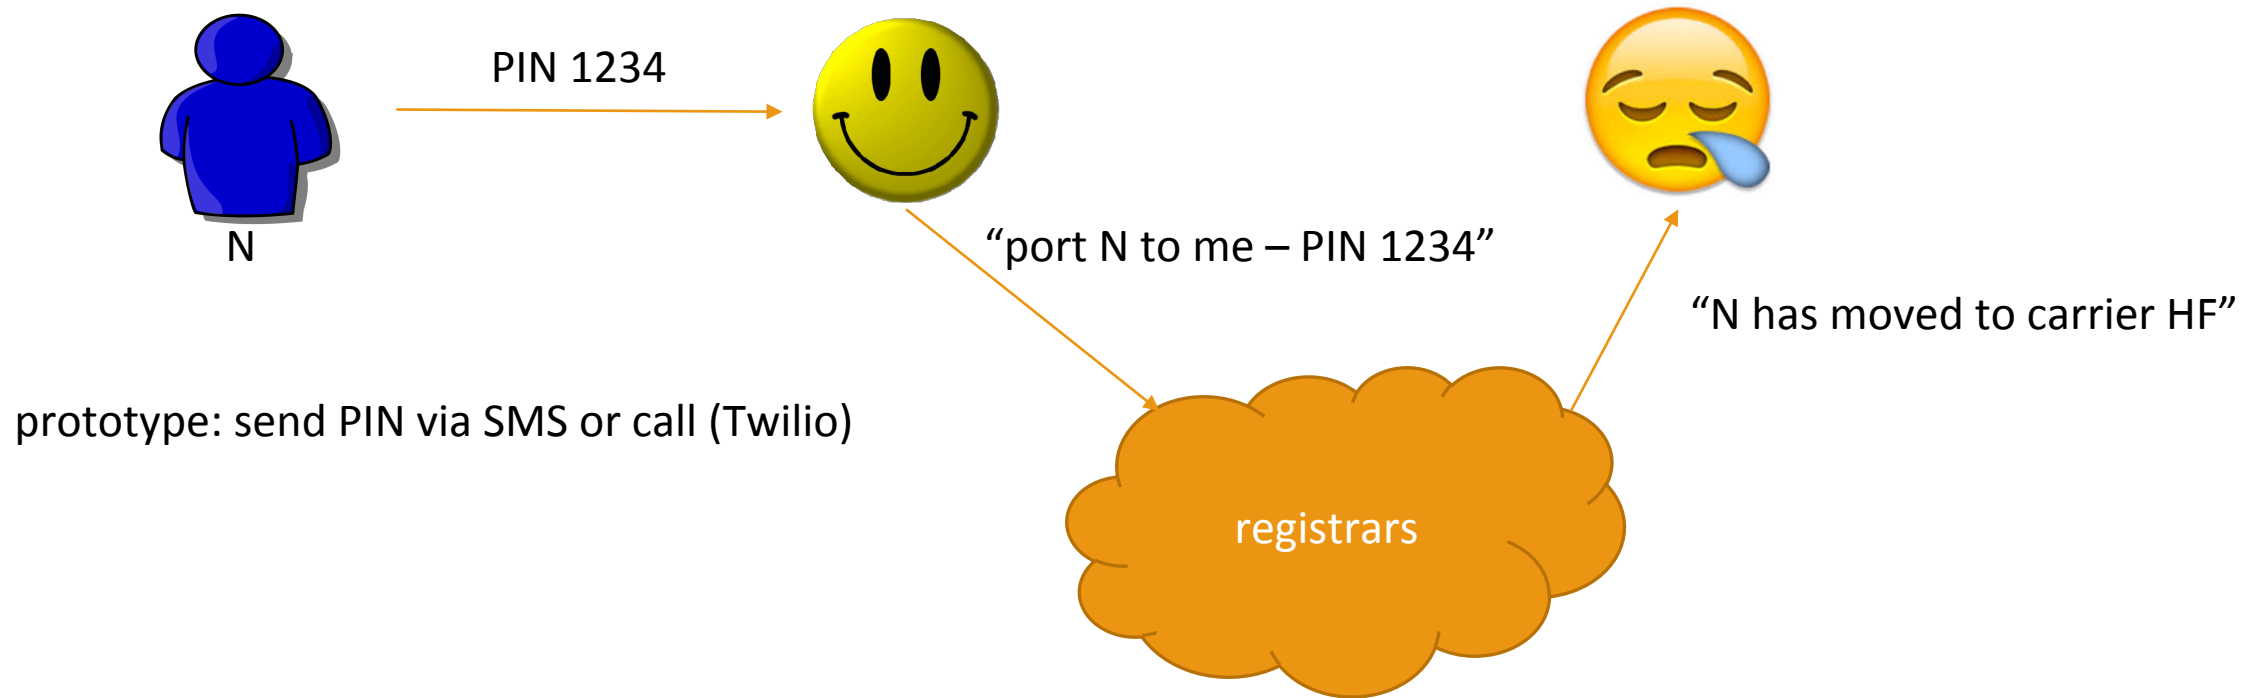 PIN 1234
N
“port N to me – PIN 1234”
“N has moved to carrier HF”
prototype: send PIN via SMS or call (Twilio)
registrars